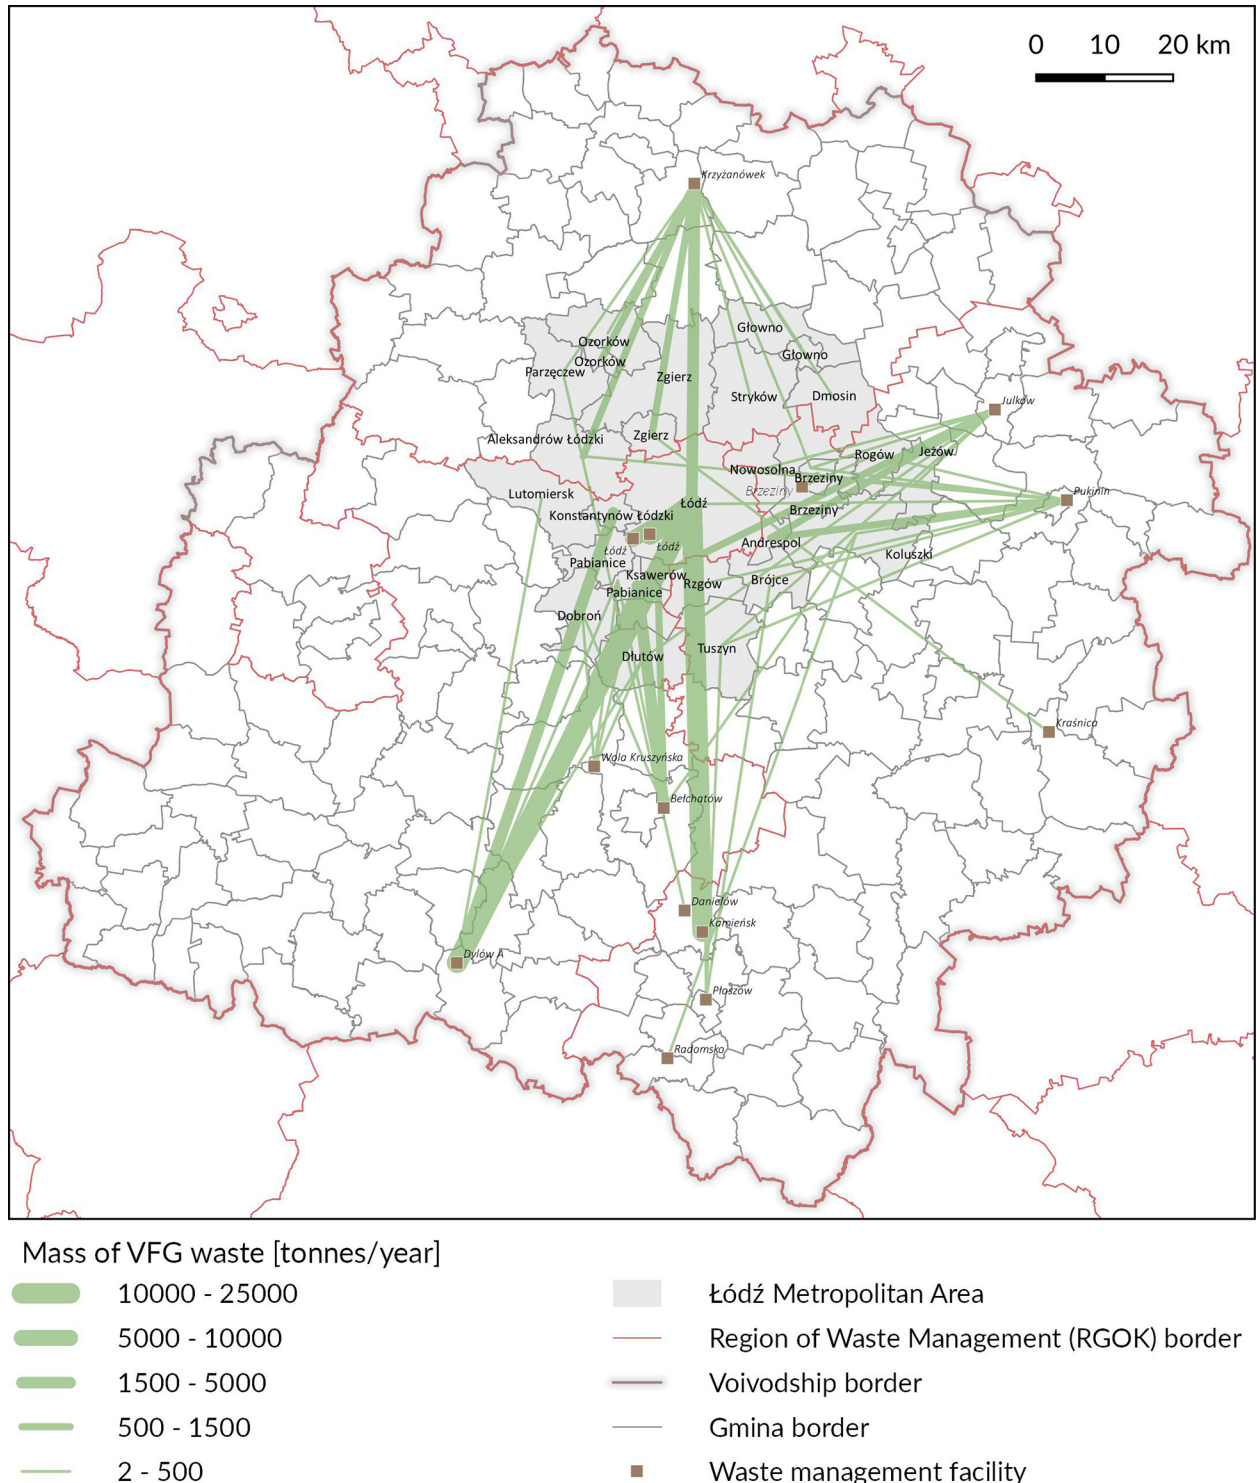 0 10 20 km
Krzyżanówek
Głowno
Ozorków
Głowno
Ozorków
Parzęczew
Zgierz
Stryków
Dmosin
Julków
Aleksandrów Łódzki
Zgierz
Rogów
Jeżów
Nowosolna
Brzeziny
Brzeziny
Pukinin
Lutomiersk
Łódź
Konstantynów Łódzki
Brzeziny
Łódź
Łódź
Andrespol
Koluszki
Pabianice
Ksawerów
Rzgów
Brójce
Pabianice
Dobroń
Dłutów
Tuszyn
Kraśnica
Wola Kruszyńska
Bełchatów
Danielów
Kamieńsk
Dylów A
Płoszów
Radomsko
Mass of VFG waste [tonnes/year]
10000 - 25000
5000 - 10000
1500 - 5000
500 - 1500
2 - 500
Łódź Metropolitan Area
Region of Waste Management (RGOK) border
Voivodship border
Gmina border
Waste management facility